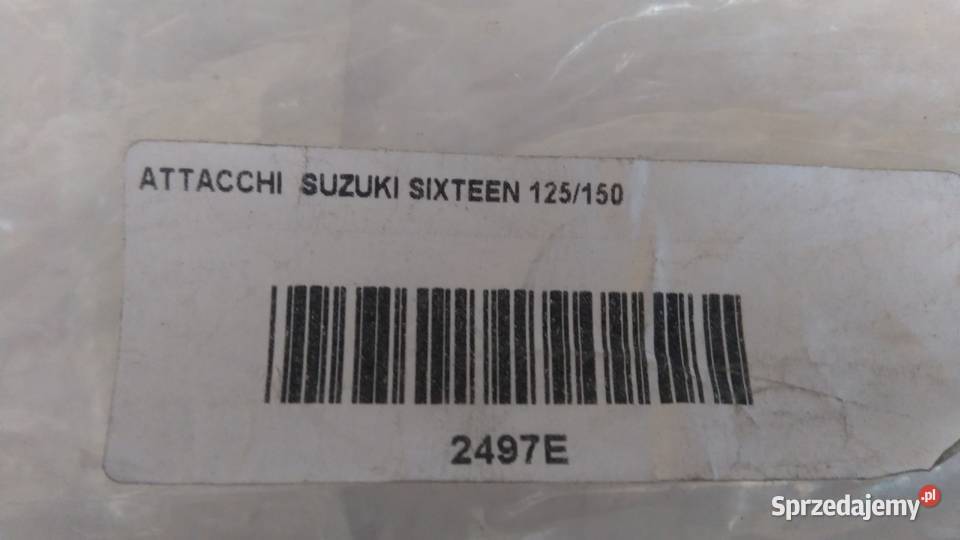 ATTACCHI SUZUKI SIXTEEN 125/150
2497E
Sprzedajemy.pl